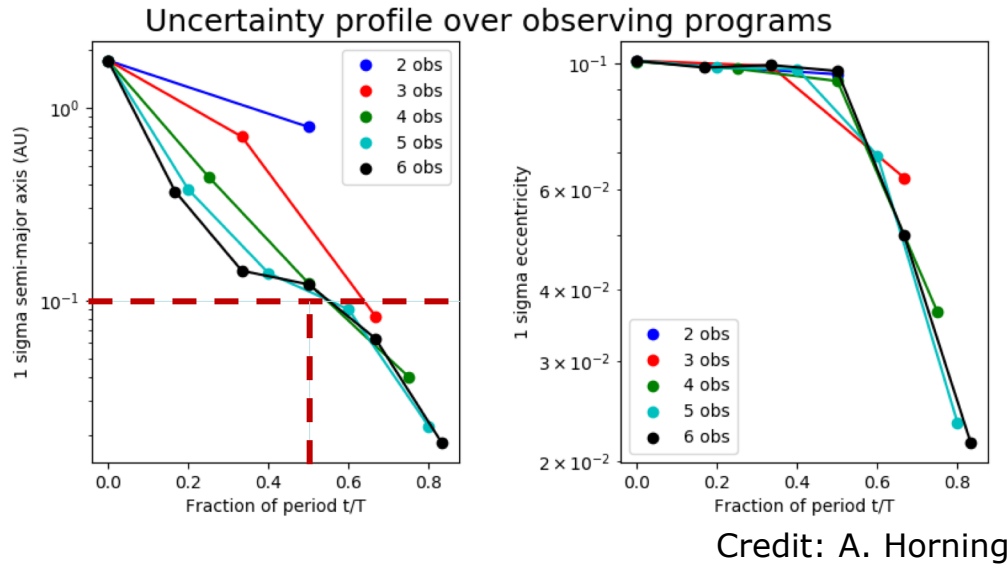 Uncertainty profile over observing programs
2 obs
3 obs
4 obs
5 obs
6 obs
10⁰
10⁻¹
1 sigma semi-major axis (AU)
0.0 0.2 0.4 0.6 0.8
Fraction of period t/T
10⁻¹
6 × 10⁻²
4 × 10⁻²
3 × 10⁻²
2 × 10⁻²
1 sigma eccentricity
2 obs
3 obs
4 obs
5 obs
6 obs
0.0 0.2 0.4 0.6 0.8
Fraction of period t/T
Credit: A. Horning